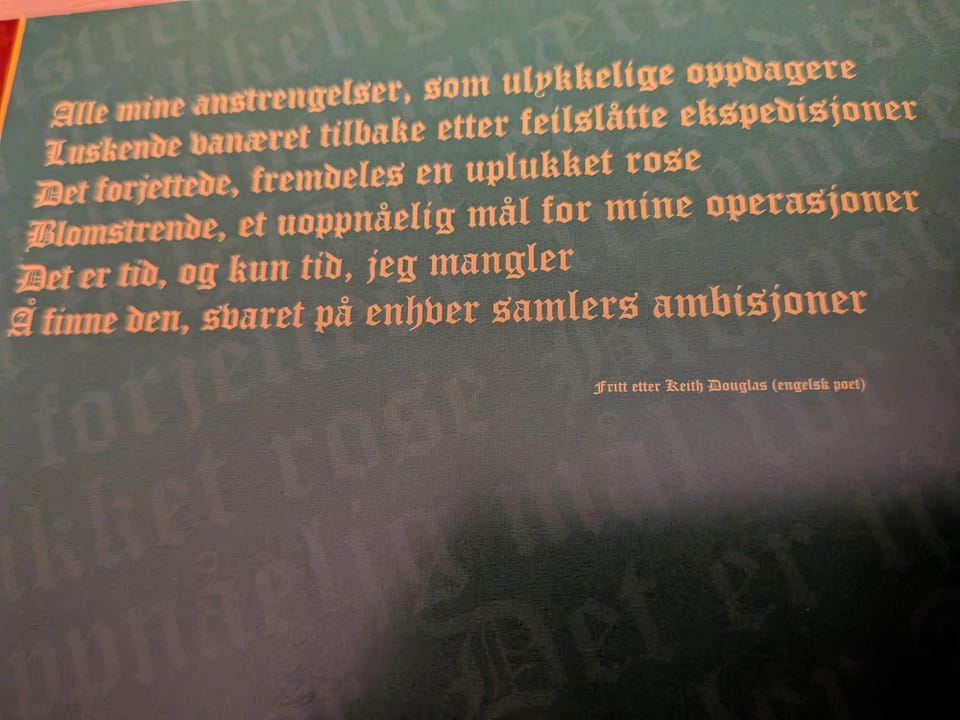 Alle mine anstrengelser, som ulykkelige oppdagere
Luskende vanæret tilbake etter feilslåtte ekspedisjoner
Det forjettede, fremdeles en uplukket rose
Blomstrende, et uoppnåelig mål for mine operasjoner
Det er tid, og kun tid, jeg mangler
Å finne den, svaret på enhver samlers ambisjoner
Fritt etter Keith Douglas (engelsk poet)